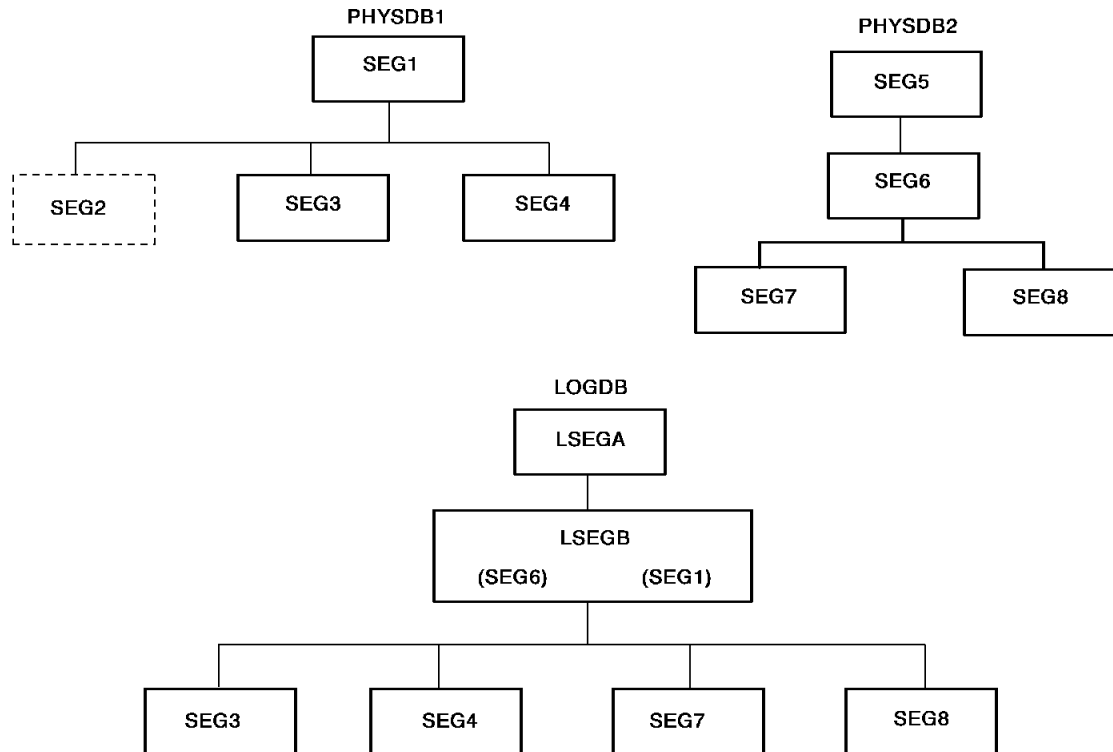 PHYSDB1
SEG1
SEG2
SEG3
SEG4
PHYSDB2
SEG5
SEG6
SEG7
SEG8
LOGDB
LSEGA
LSEGB
(SEG6) (SEG1)
SEG3
SEG4
SEG7
SEG8